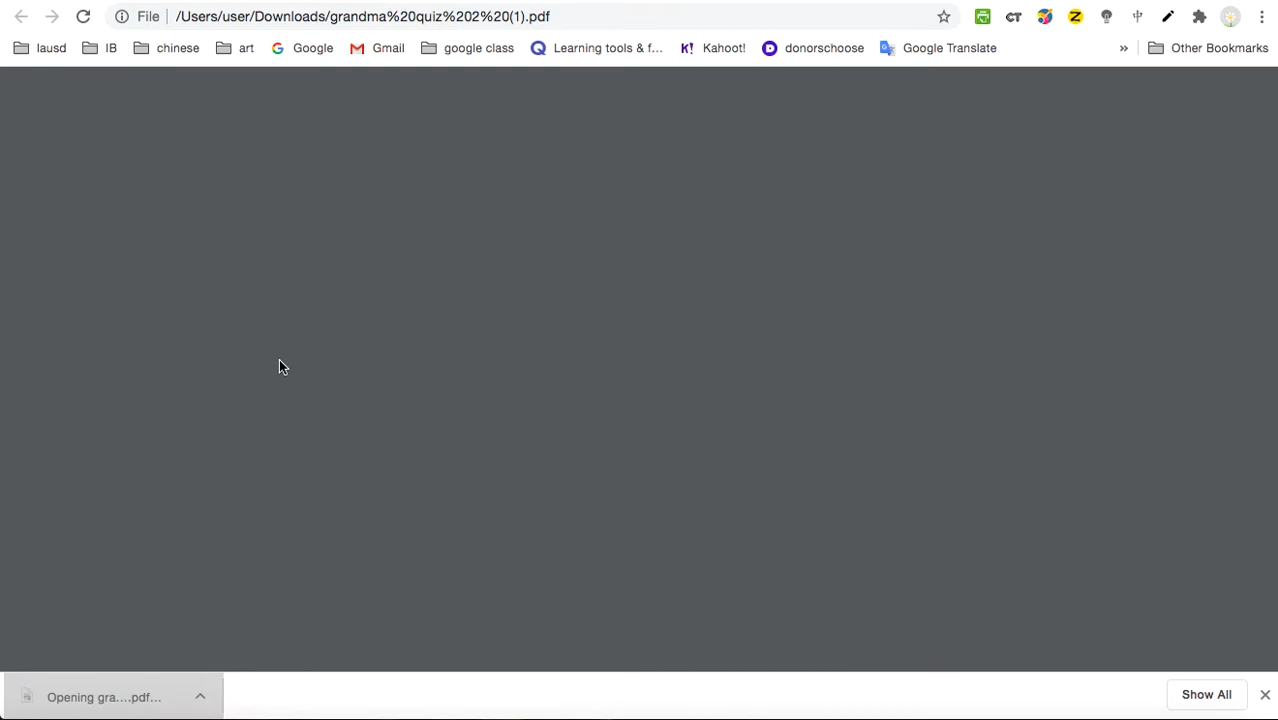 File /Users/user/Downloads/grandma%20quiz%202%20(1).pdf
lausd IB chinese art Google Gmail google class Learning tools & f... Kahoot! donorschoose Google Translate » Other Bookmarks
Opening gra....pdf... Show All